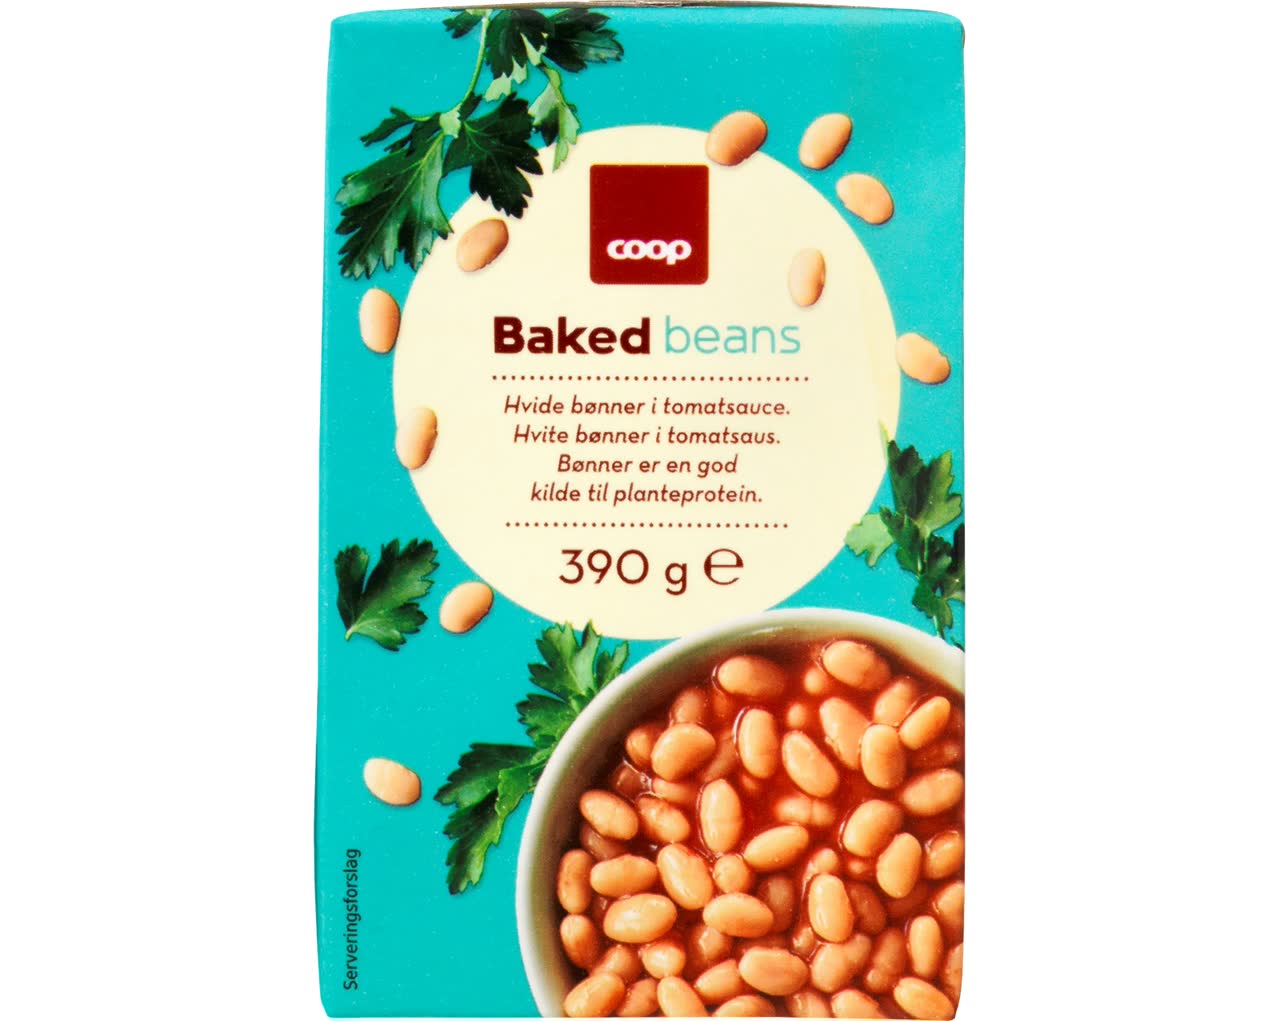 coop
Baked beans
Hvide bønner i tomatsauce.
Hvite bønner i tomatsaus.
Bønner er en god
kilde til planteprotein.
390 g ℮
Serveringsforslag